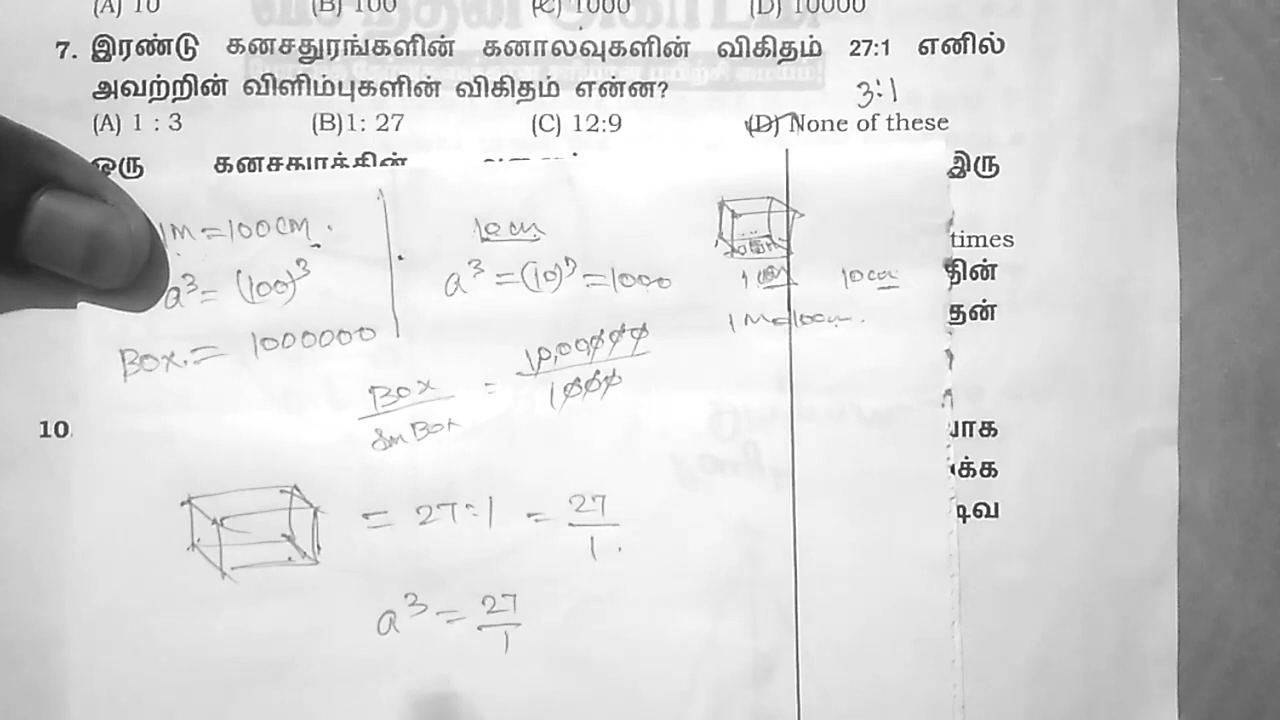 (A) 10 (B) 100 (C) 1000 (D) 10000
7. இரண்டு கனசதுரங்களின் கனாலவுகளின் விகிதம் 27:1 எனில்
அவற்றின் விளிம்புகளின் விகிதம் என்ன? 3:1
(A) 1 : 3 (B) 1: 27 (C) 12:9 (D) None of these
ஒரு இரு
1M = 100CM. 10cm
times
a³ = (100)³ a³ = (10)³ = 1000 10cm தின்
தன்
BOX. = 1000000 1M = 100cm.
BOX = 10,00000
Sm BOX 1000
10. யாக
க்க
= 27:1 = 27 டிவ
1.
a³ = 27
1